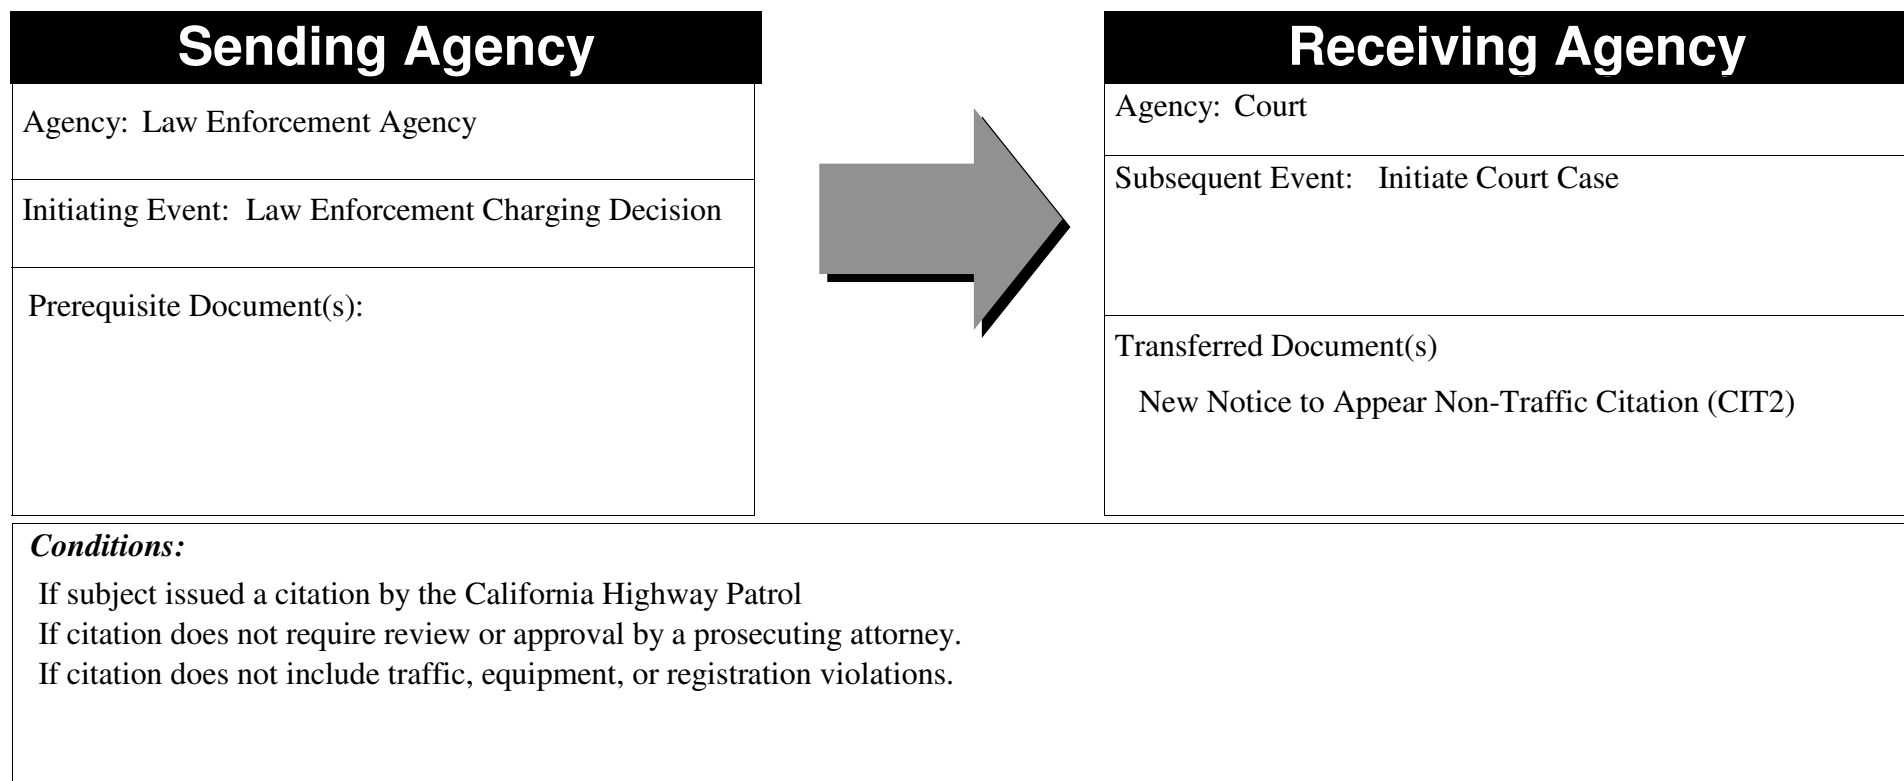 Sending Agency
Agency: Law Enforcement Agency
Initiating Event: Law Enforcement Charging Decision
Prerequisite Document(s):
Receiving Agency
Agency: Court
Subsequent Event: Initiate Court Case
Transferred Document(s)
New Notice to Appear Non-Traffic Citation (CIT2)
Conditions:
If subject issued a citation by the California Highway Patrol
If citation does not require review or approval by a prosecuting attorney.
If citation does not include traffic, equipment, or registration violations.